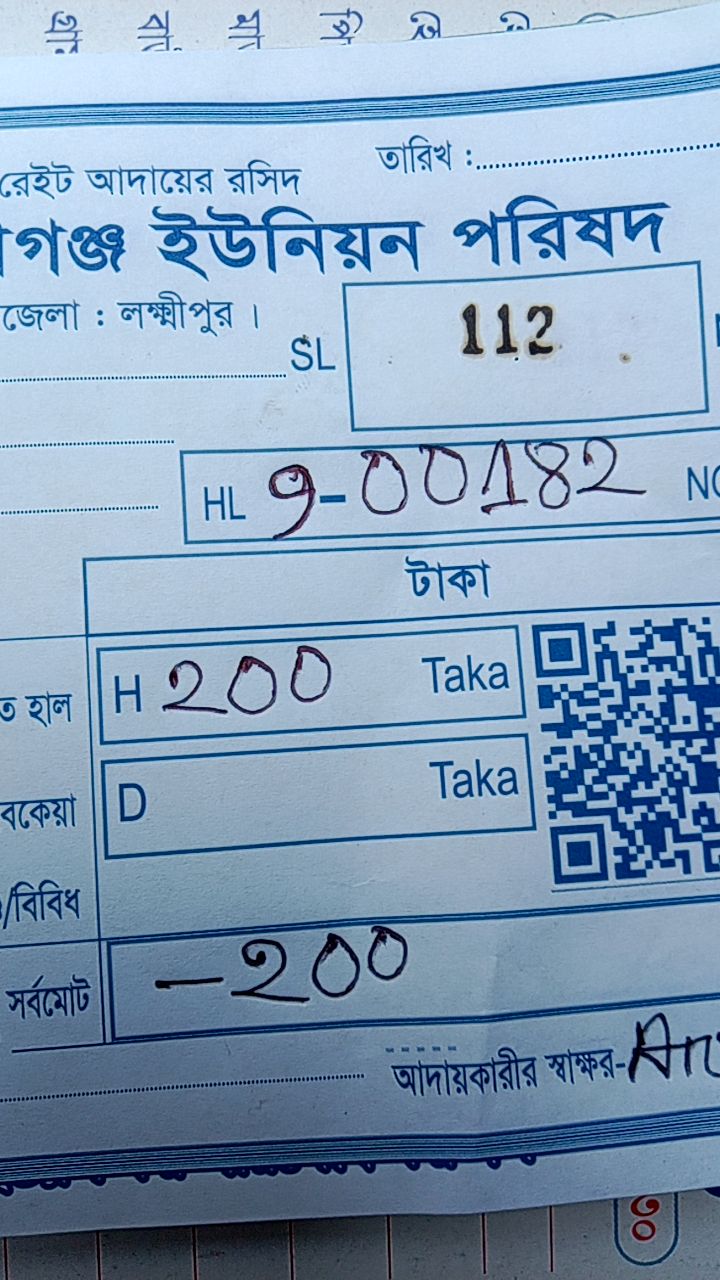 তারিখ :
রেইট আদায়ের রসিদ
গঞ্জ ইউনিয়ন পরিষদ
জেলা : লক্ষ্মীপুর ।
SL 112
HL 9-00182
টাকা
হাল H 200 Taka
বকেয়া D Taka
/বিবিধ
সর্বমোট -200
আদায়কারীর স্বাক্ষর-
৩০